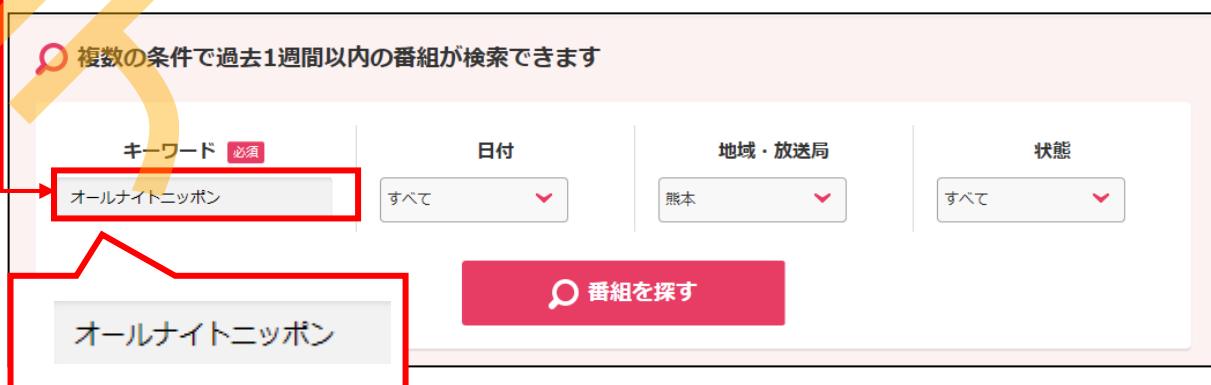 複数の条件で過去1週間以内の番組が検索できます
キーワード 必須
日付
地域・放送局
状態
オールナイトニッポン
すべて
熊本
すべて
番組を探す
オールナイトニッポン